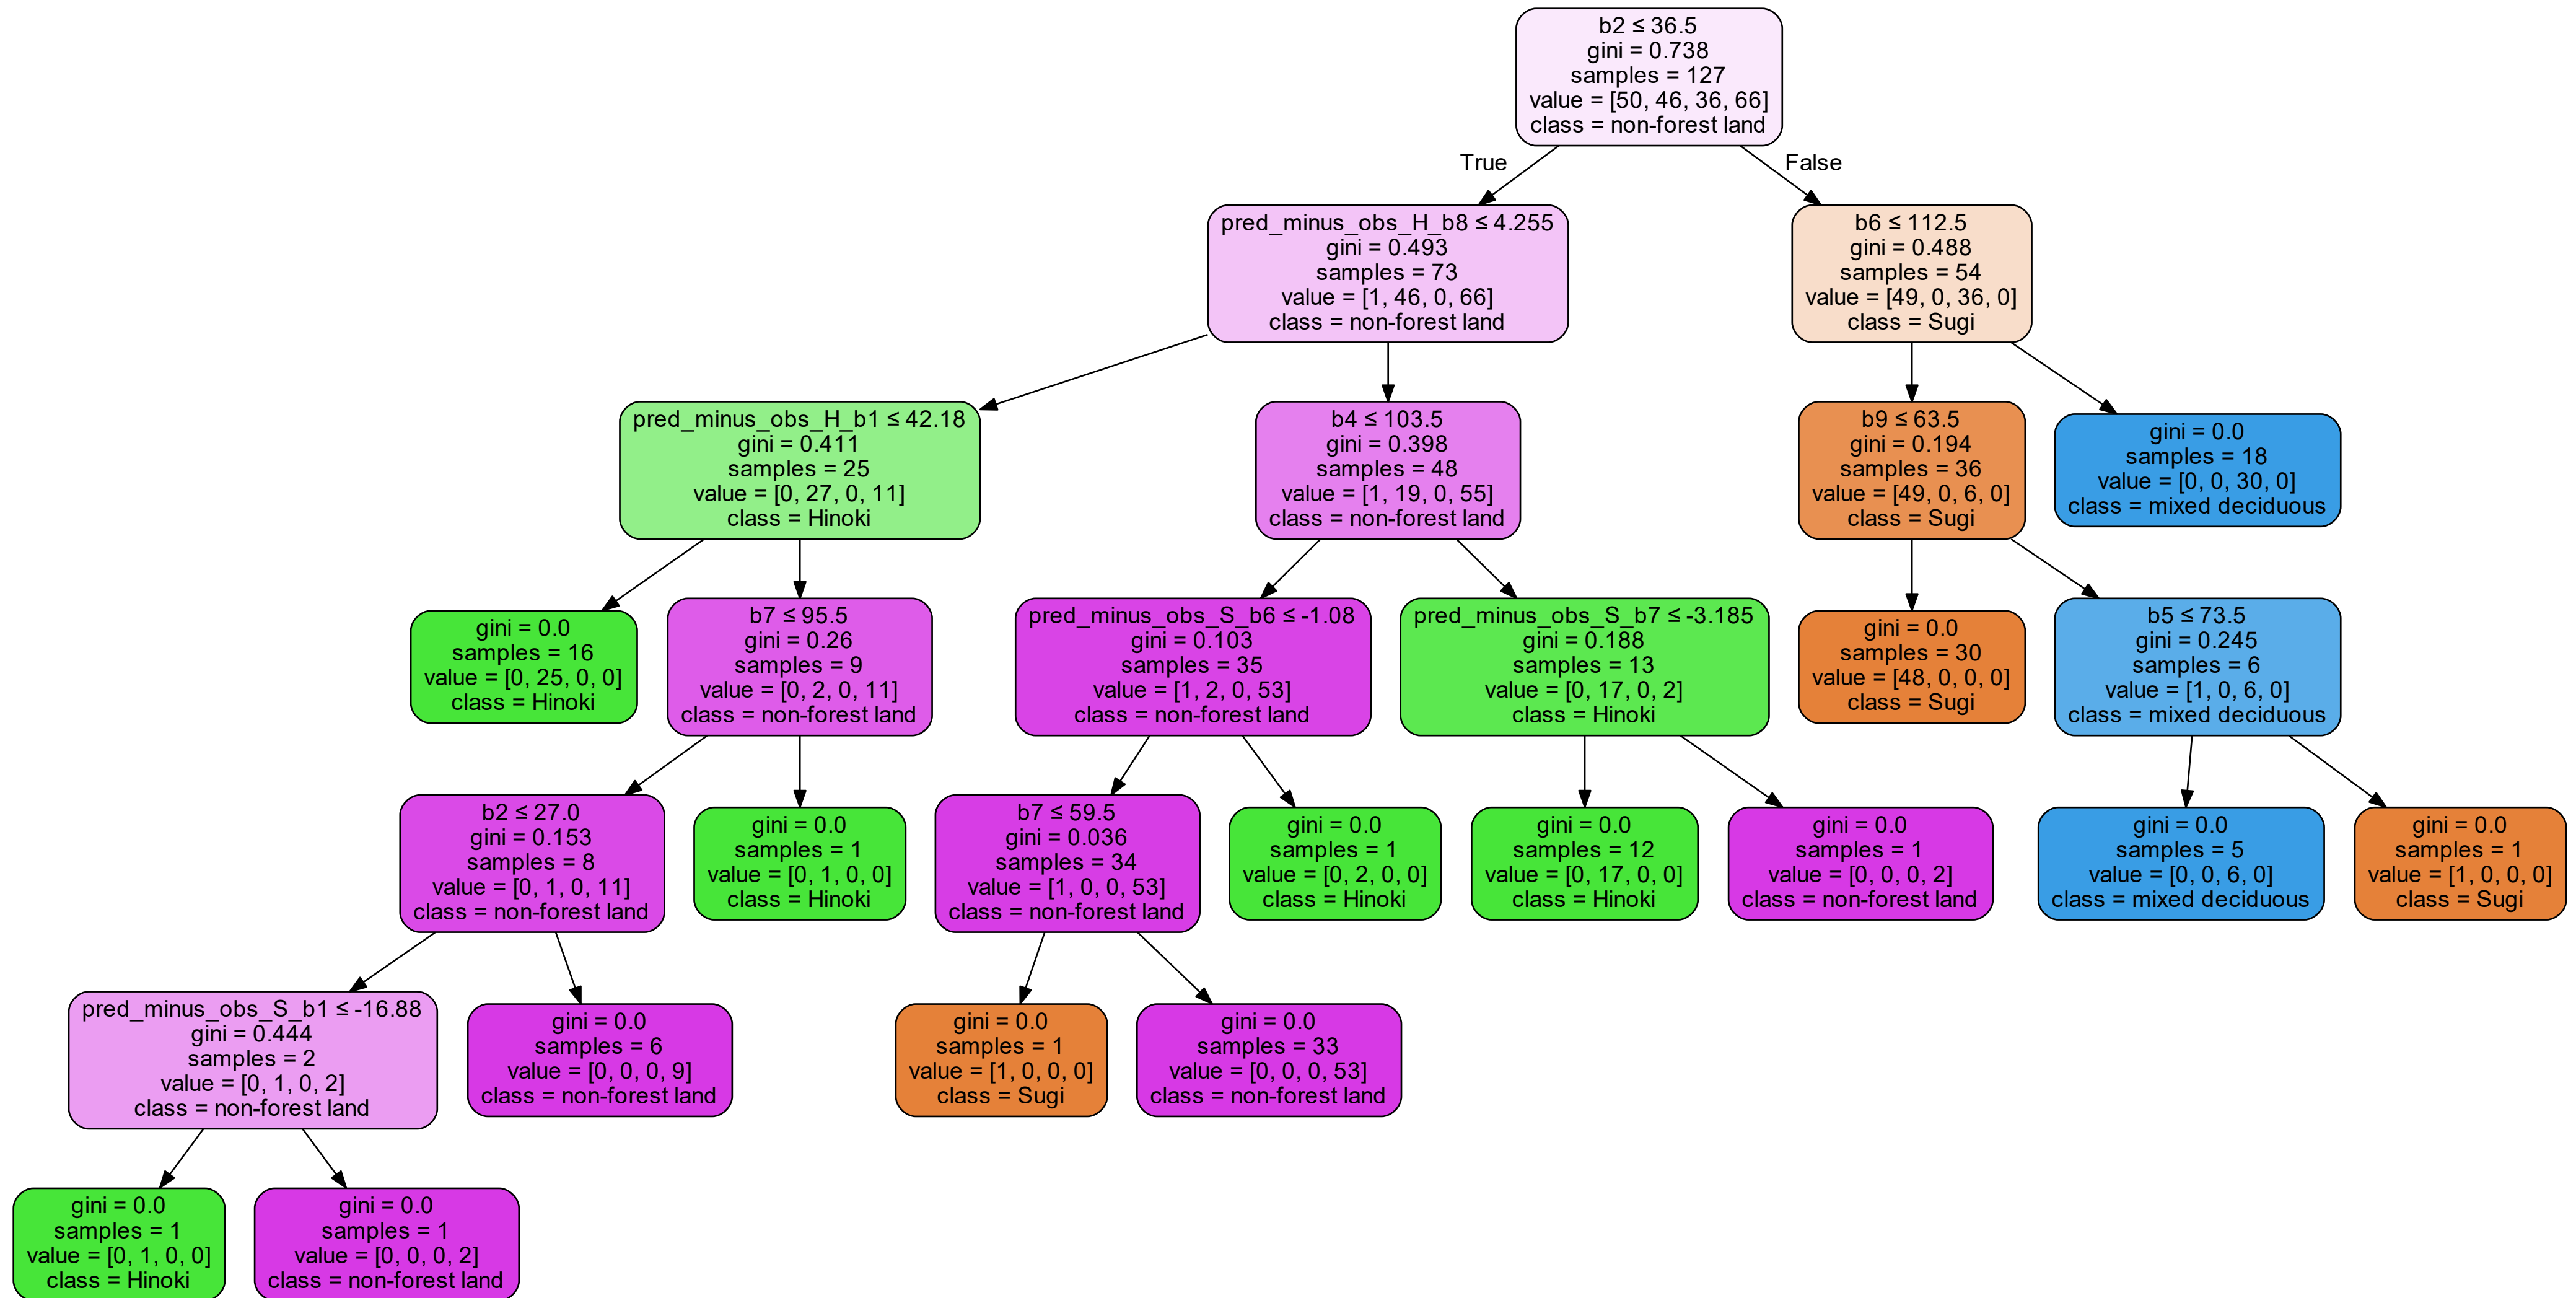 b2 ≤ 36.5
gini = 0.738
samples = 127
value = [50, 46, 36, 66]
class = non-forest land
True
False
pred_minus_obs_H_b8 ≤ 4.255
gini = 0.493
samples = 73
value = [1, 46, 0, 66]
class = non-forest land
b6 ≤ 112.5
gini = 0.488
samples = 54
value = [49, 0, 36, 0]
class = Sugi
pred_minus_obs_H_b1 ≤ 42.18
gini = 0.411
samples = 25
value = [0, 27, 0, 11]
class = Hinoki
b4 ≤ 103.5
gini = 0.398
samples = 48
value = [1, 19, 0, 55]
class = non-forest land
b9 ≤ 63.5
gini = 0.194
samples = 36
value = [49, 0, 6, 0]
class = Sugi
gini = 0.0
samples = 18
value = [0, 0, 30, 0]
class = mixed deciduous
gini = 0.0
samples = 16
value = [0, 25, 0, 0]
class = Hinoki
b7 ≤ 95.5
gini = 0.26
samples = 9
value = [0, 2, 0, 11]
class = non-forest land
pred_minus_obs_S_b6 ≤ -1.08
gini = 0.103
samples = 35
value = [1, 2, 0, 53]
class = non-forest land
pred_minus_obs_S_b7 ≤ -3.185
gini = 0.188
samples = 13
value = [0, 17, 0, 2]
class = Hinoki
gini = 0.0
samples = 30
value = [48, 0, 0, 0]
class = Sugi
b5 ≤ 73.5
gini = 0.245
samples = 6
value = [1, 0, 6, 0]
class = mixed deciduous
b2 ≤ 27.0
gini = 0.153
samples = 8
value = [0, 1, 0, 11]
class = non-forest land
gini = 0.0
samples = 1
value = [0, 1, 0, 0]
class = Hinoki
b7 ≤ 59.5
gini = 0.036
samples = 34
value = [1, 0, 0, 53]
class = non-forest land
gini = 0.0
samples = 1
value = [0, 2, 0, 0]
class = Hinoki
gini = 0.0
samples = 12
value = [0, 17, 0, 0]
class = Hinoki
gini = 0.0
samples = 1
value = [0, 0, 0, 2]
class = non-forest land
gini = 0.0
samples = 5
value = [0, 0, 6, 0]
class = mixed deciduous
gini = 0.0
samples = 1
value = [1, 0, 0, 0]
class = Sugi
pred_minus_obs_S_b1 ≤ -16.88
gini = 0.444
samples = 2
value = [0, 1, 0, 2]
class = non-forest land
gini = 0.0
samples = 6
value = [0, 0, 0, 9]
class = non-forest land
gini = 0.0
samples = 1
value = [1, 0, 0, 0]
class = Sugi
gini = 0.0
samples = 33
value = [0, 0, 0, 53]
class = non-forest land
gini = 0.0
samples = 1
value = [0, 1, 0, 0]
class = Hinoki
gini = 0.0
samples = 1
value = [0, 0, 0, 2]
class = non-forest land